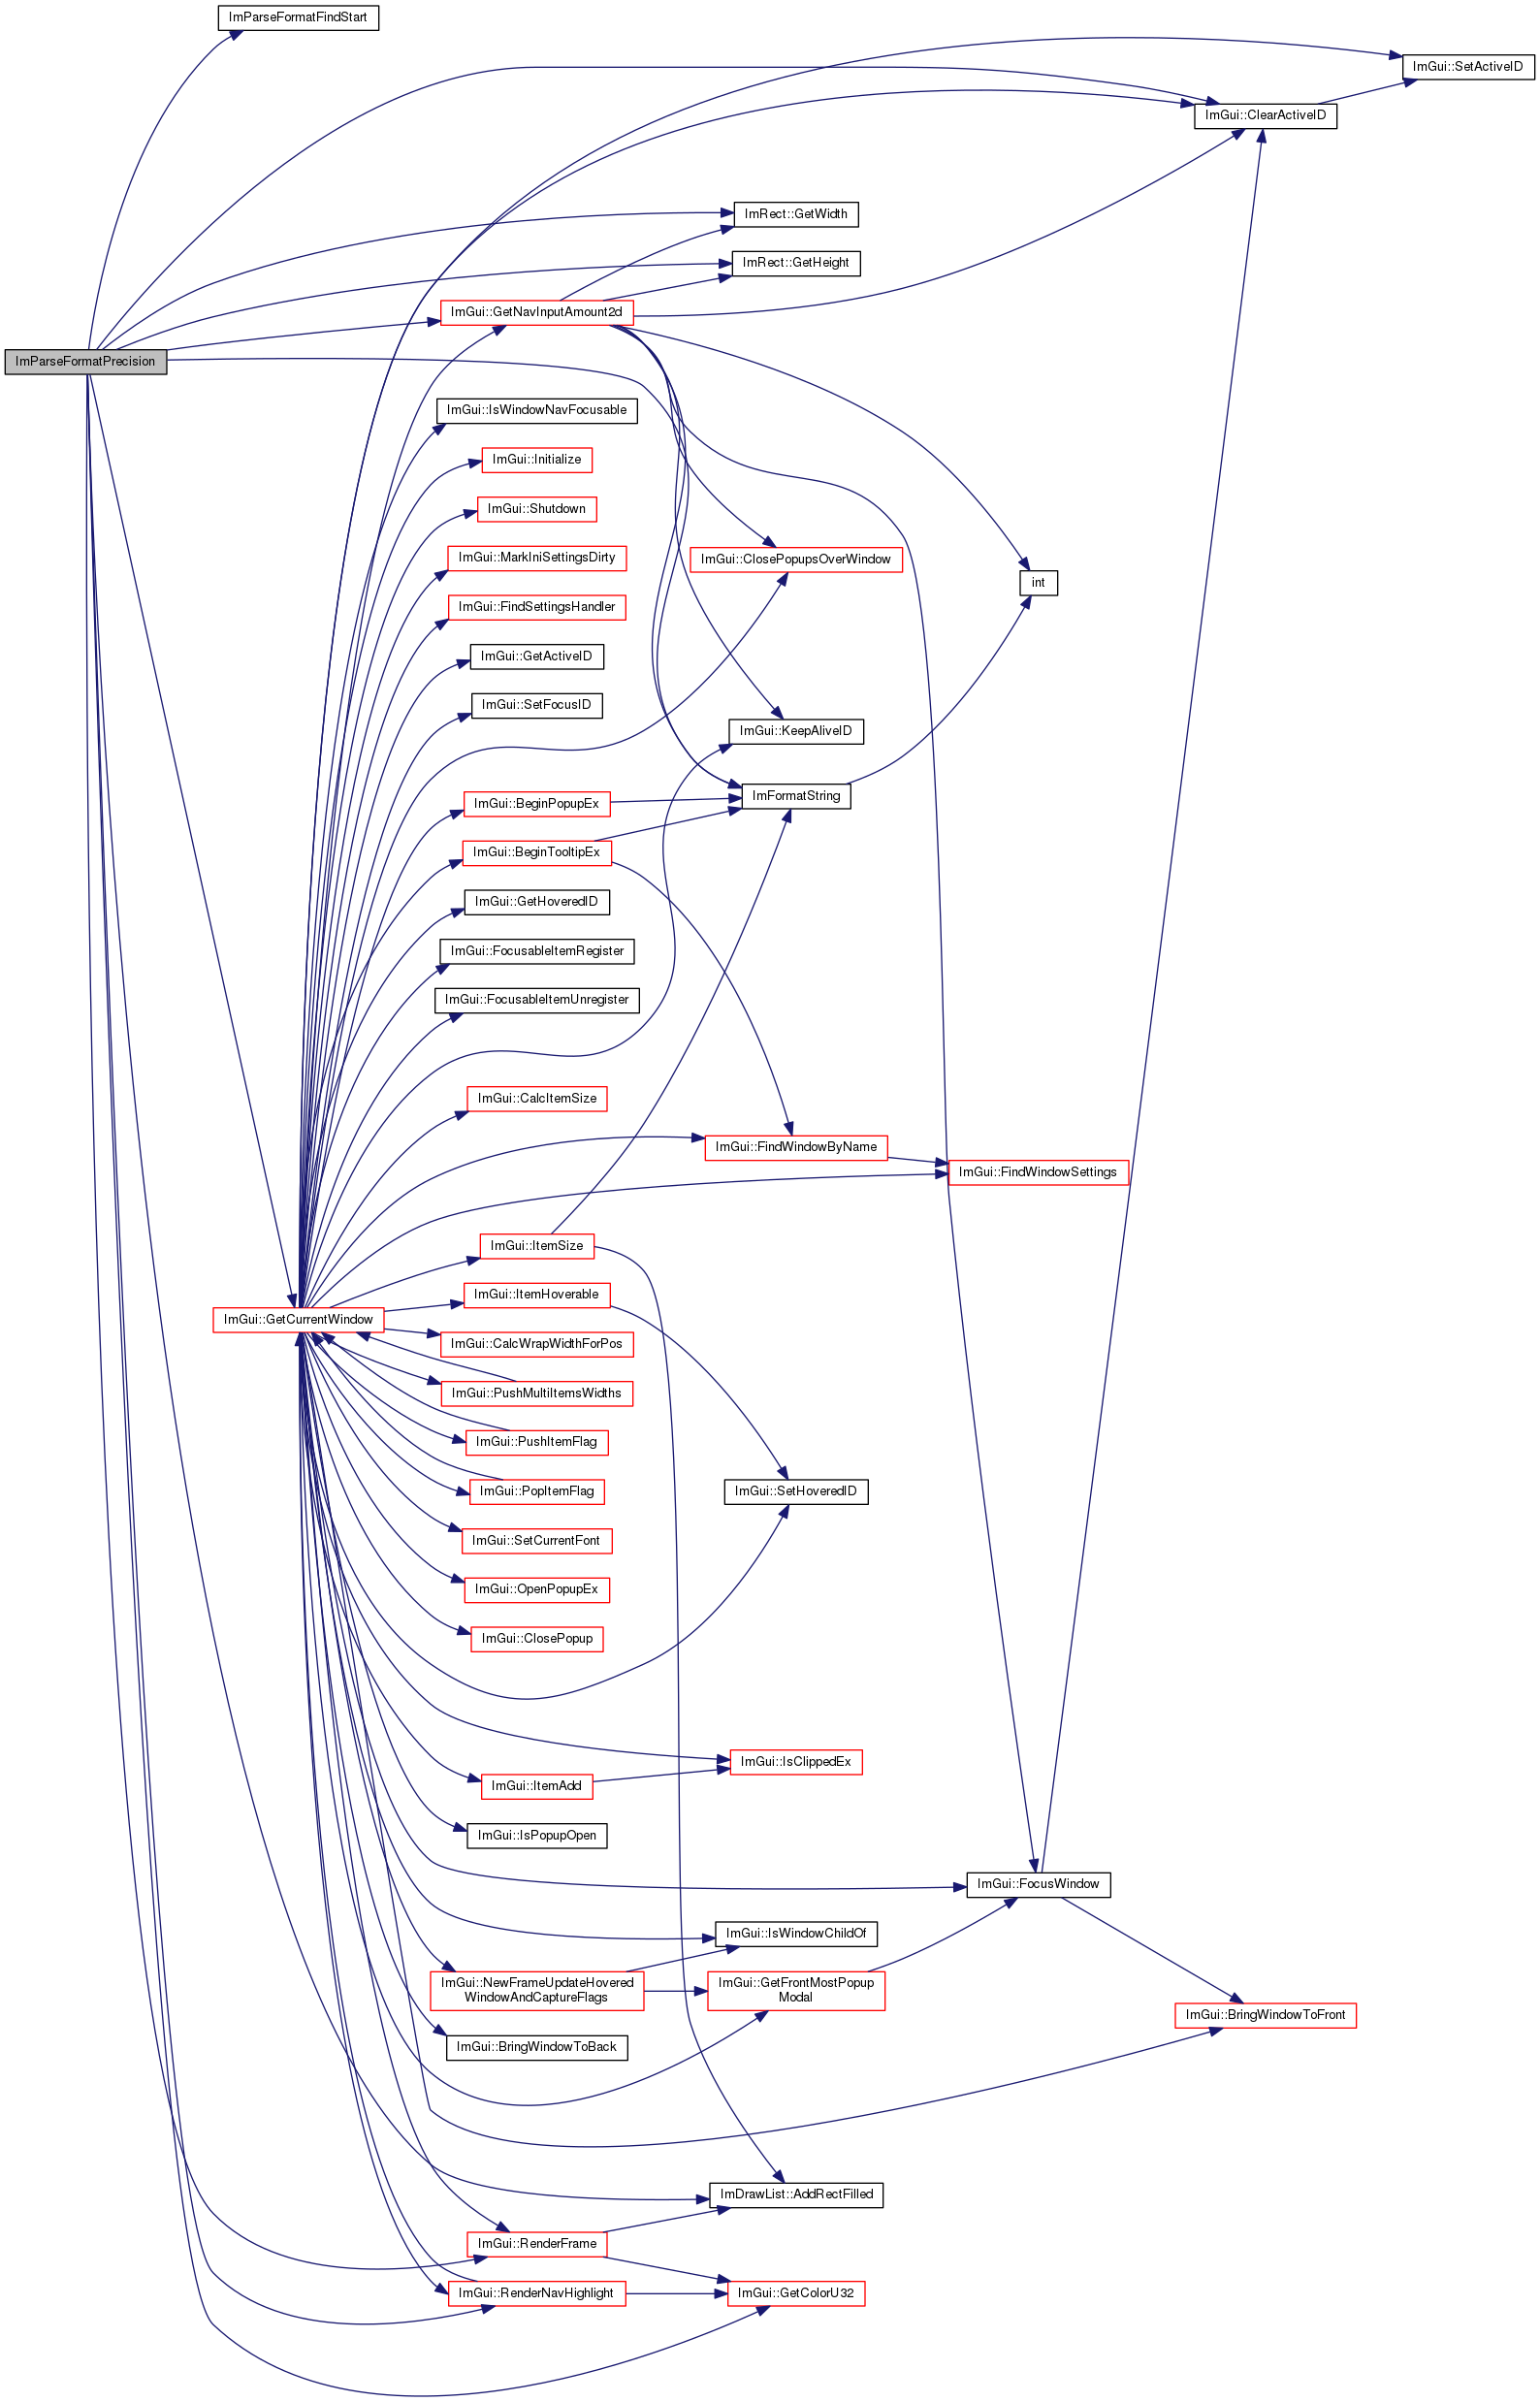 ImParseFormatFindStart
ImGui::SetActiveID
ImGui::ClearActiveID
ImRect::GetWidth
ImRect::GetHeight
ImGui::GetNavInputAmount2d
ImParseFormatPrecision
ImGui::IsWindowNavFocusable
ImGui::Initialize
ImGui::Shutdown
ImGui::MarkIniSettingsDirty
ImGui::ClosePopupsOverWindow
int
ImGui::FindSettingsHandler
ImGui::GetActiveID
ImGui::SetFocusID
ImGui::KeepAliveID
ImFormatString
ImGui::BeginPopupEx
ImGui::BeginTooltipEx
ImGui::GetHoveredID
ImGui::FocusableItemRegister
ImGui::FocusableItemUnregister
ImGui::CalcItemSize
ImGui::FindWindowByName
ImGui::FindWindowSettings
ImGui::ItemSize
ImGui::ItemHoverable
ImGui::GetCurrentWindow
ImGui::CalcWrapWidthForPos
ImGui::PushMultiItemsWidths
ImGui::PushItemFlag
ImGui::PopItemFlag
ImGui::SetHoveredID
ImGui::SetCurrentFont
ImGui::OpenPopupEx
ImGui::ClosePopup
ImGui::IsClippedEx
ImGui::ItemAdd
ImGui::IsPopupOpen
ImGui::FocusWindow
ImGui::IsWindowChildOf
ImGui::NewFrameUpdateHovered
WindowAndCaptureFlags
ImGui::GetFrontMostPopup
Modal
ImGui::BringWindowToFront
ImGui::BringWindowToBack
ImDrawList::AddRectFilled
ImGui::RenderFrame
ImGui::RenderNavHighlight
ImGui::GetColorU32